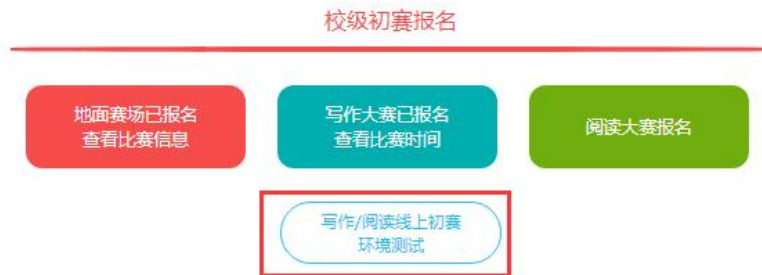 校级初赛报名
地面赛场已报名
查看比赛信息
写作大赛已报名
查看比赛时间
阅读大赛报名
写作/阅读线上初赛
环境测试